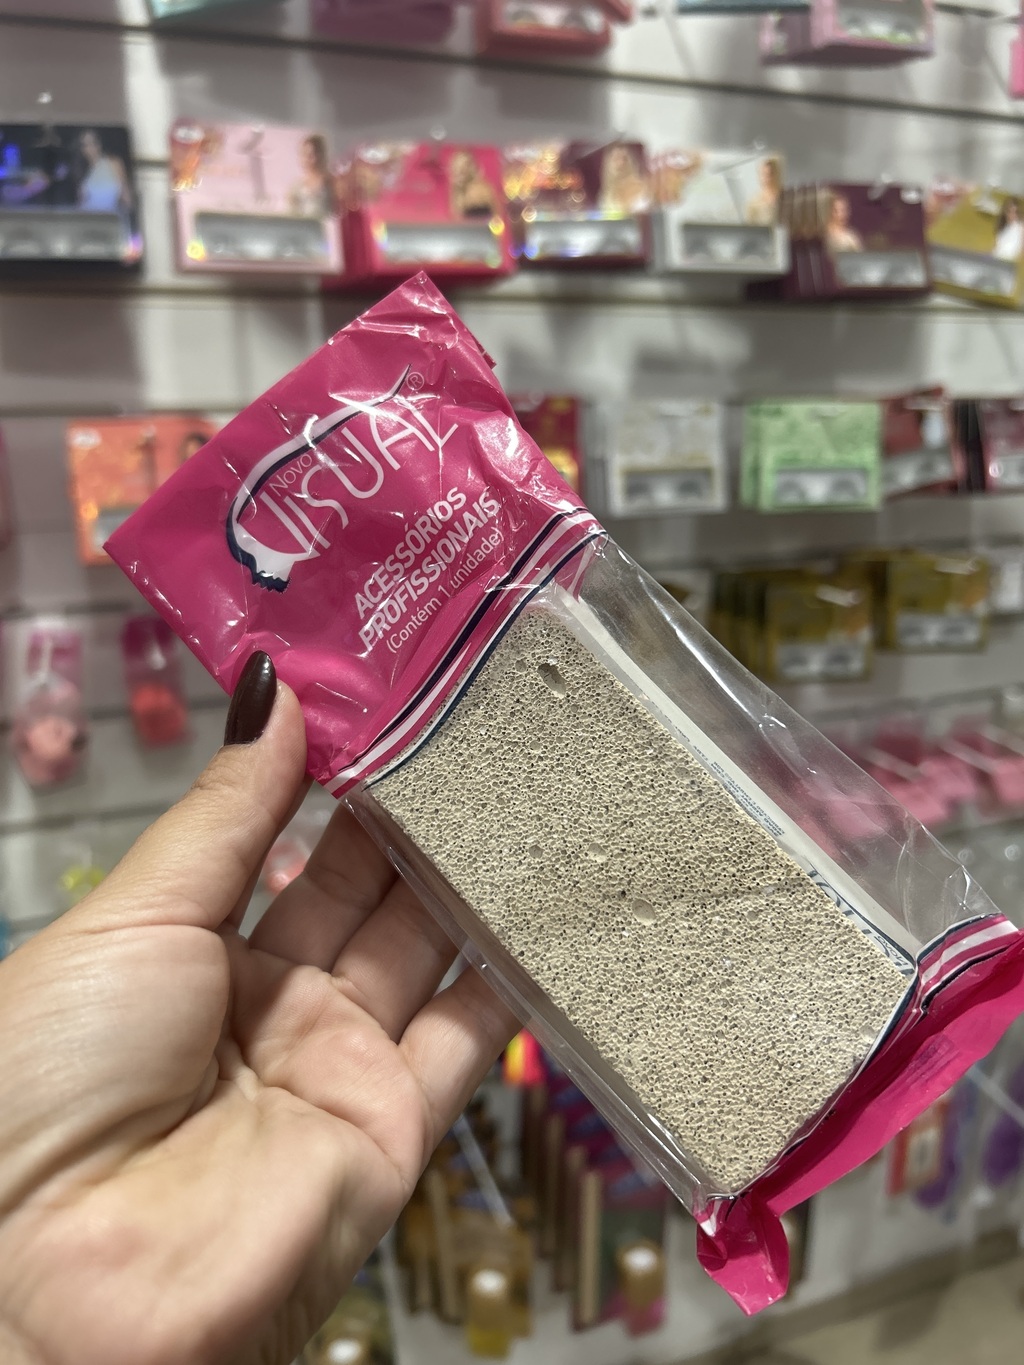 Novo
VISUAL®
ACESSÓRIOS
PROFISSIONAIS
(Contém 1 unidade)